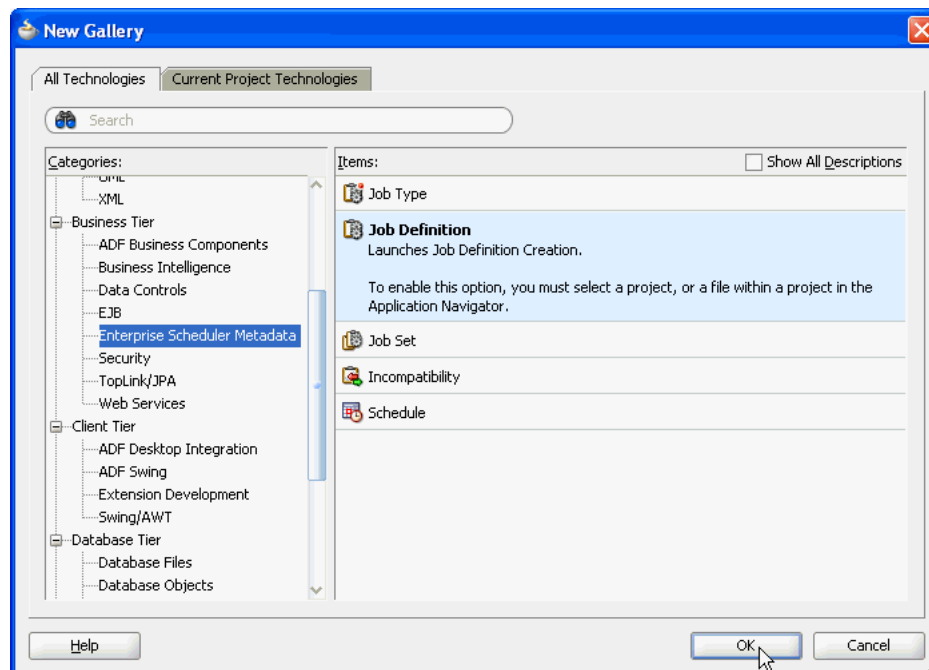 New Gallery
All Technologies
Current Project Technologies
Search
Categories:
XML
Business Tier
ADF Business Components
Business Intelligence
Data Controls
EJB
Enterprise Scheduler Metadata
Security
TopLink/JPA
Web Services
Client Tier
ADF Desktop Integration
ADF Swing
Extension Development
Swing/AWT
Database Tier
Database Files
Database Objects
Items:
Show All Descriptions
Job Type
Job Definition
Launches Job Definition Creation.
To enable this option, you must select a project, or a file within a project in the
Application Navigator.
Job Set
Incompatibility
Schedule
Help
OK
Cancel